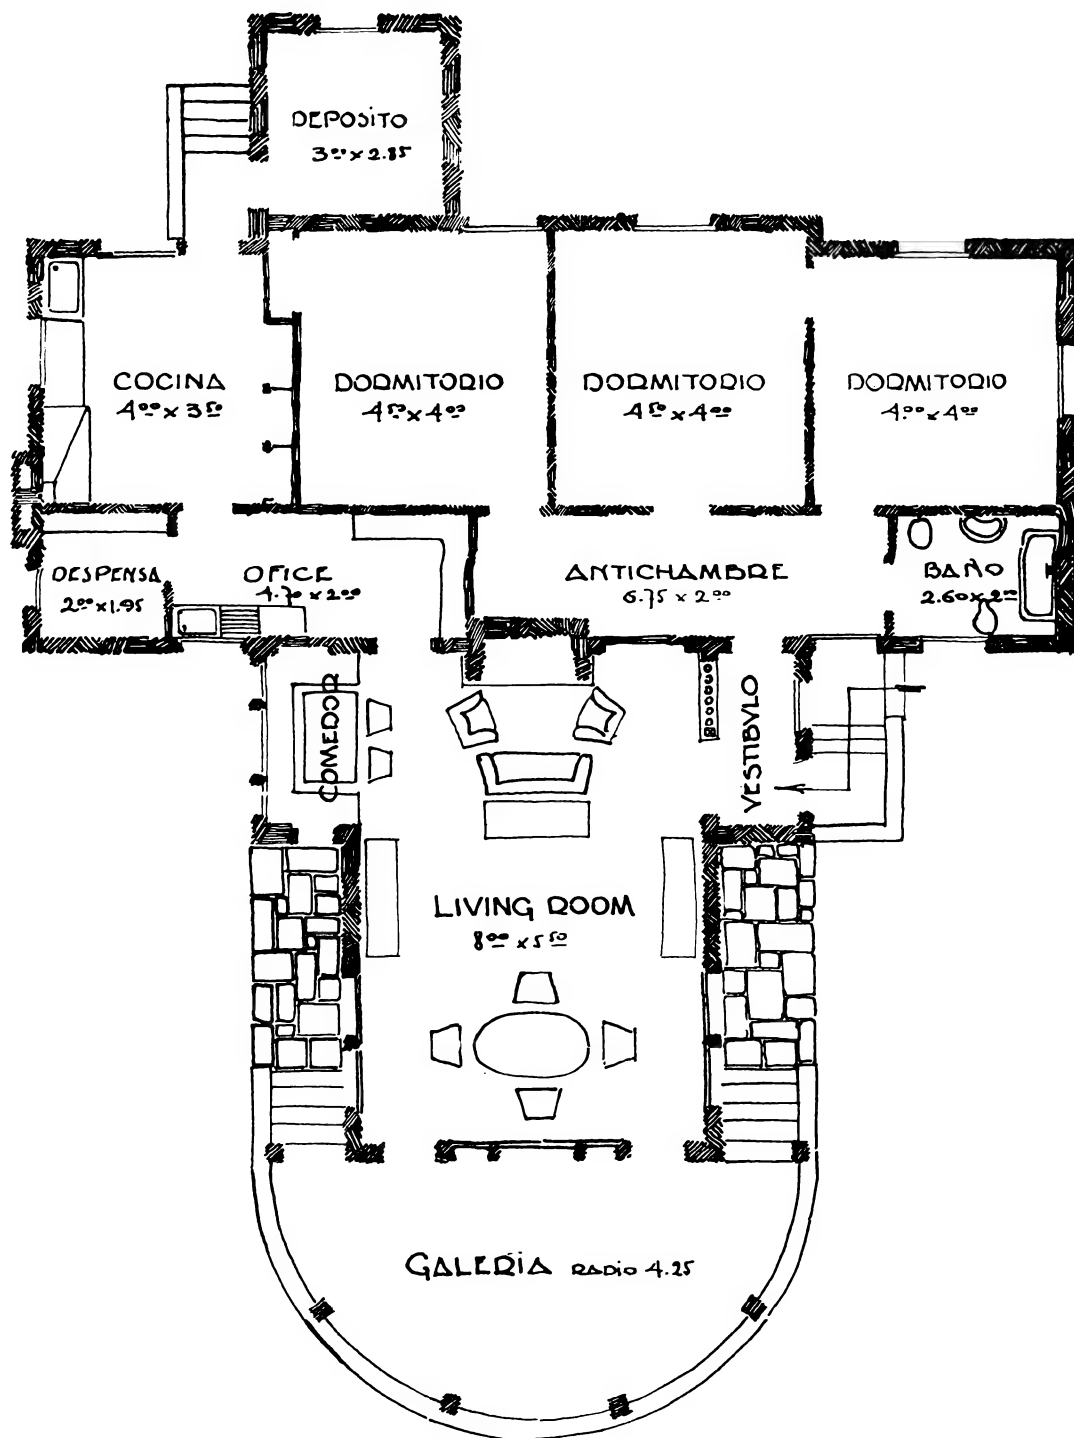 DEPOSITO
3.00 x 2.85
COCINA
4.00 x 3.50
DORMITORIO
4.50 x 4.00
DORMITORIO
4.50 x 4.00
DORMITORIO
4.00 x 4.00
DESPENSA
2.00 x 1.95
OFICE
4.70 x 2.00
ANTICHAMBRE
6.75 x 2.00
BAÑO
2.60 x 2.00
COMEDOR
VESTIBVLO
LIVING ROOM
8.00 x 5.50
GALERIA RADIO 4.25